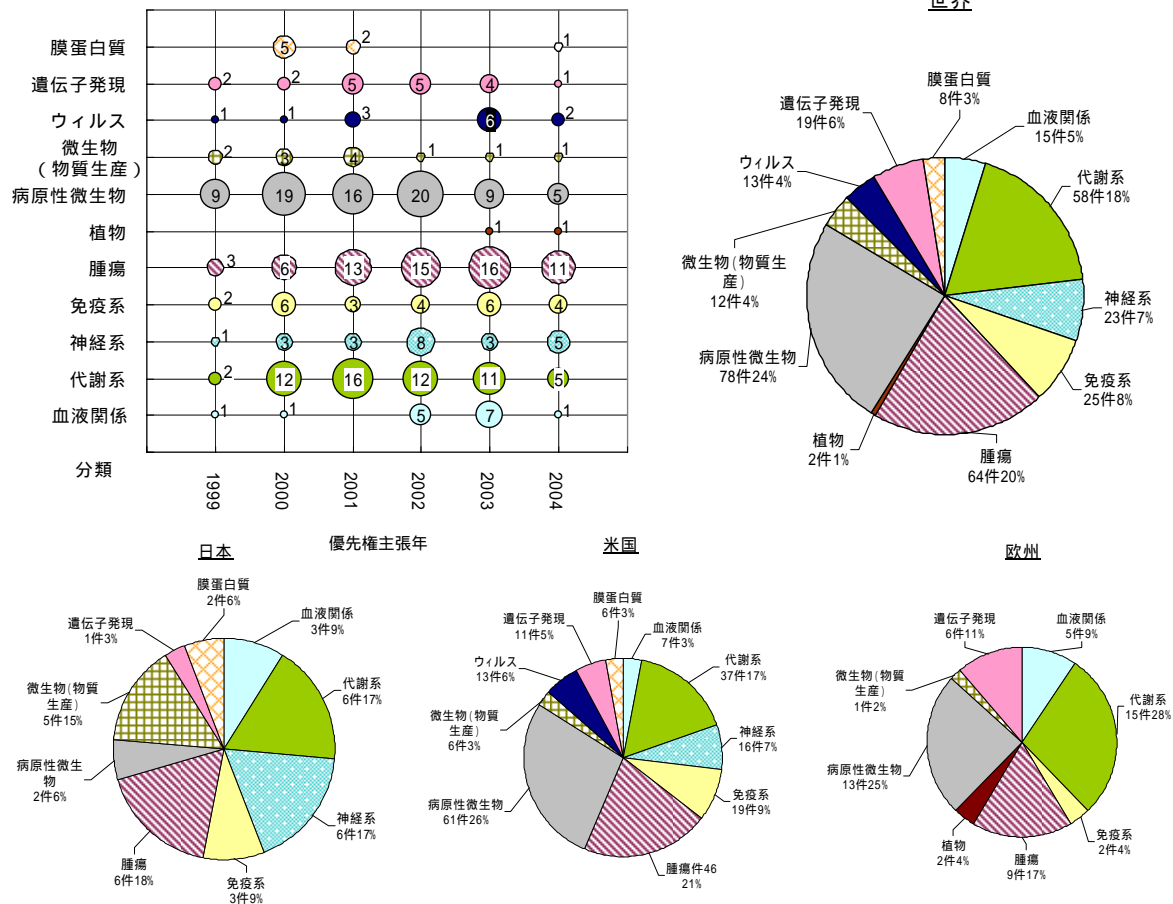 膜蛋白質 5 2 1
遺伝子発現 2 2 5 5 4 1
ウィルス 1 1 3 6 2
微生物
(物質生産) 2 3 4 1 1 1
病原性微生物 9 19 16 20 9 5
植物 1 1
腫瘍 3 6 13 15 16 11
免疫系 2 6 3 4 6 4
神経系 1 3 3 8 3 5
代謝系 2 12 16 12 11 5
血液関係 1 1 5 7 1
分類
1999 2000 2001 2002 2003 2004
優先権主張年
世界
膜蛋白質
8件3%
血液関係
15件5%
代謝系
58件18%
神経系
23件7%
免疫系
25件8%
腫瘍
64件20%
植物
2件1%
病原性微生物
78件24%
微生物(物質生
産)
12件4%
ウィルス
13件4%
遺伝子発現
19件6%
日本
膜蛋白質
2件6%
血液関係
3件9%
代謝系
6件17%
神経系
6件17%
免疫系
3件9%
腫瘍
6件18%
病原性微生
物
2件6%
微生物(物質
生産)
5件15%
遺伝子発現
1件3%
米国
膜蛋白質
6件3%
血液関係
7件3%
代謝系
37件17%
神経系
16件7%
免疫系
19件9%
腫瘍件46
21%
病原性微生物
61件26%
微生物(物質
生産)
6件3%
ウィルス
13件6%
遺伝子発現
11件5%
欧州
血液関係
5件9%
代謝系
15件28%
免疫系
2件4%
腫瘍
9件17%
植物
2件4%
病原性微生物
13件25%
微生物(物質
生産)
1件2%
遺伝子発現
6件11%